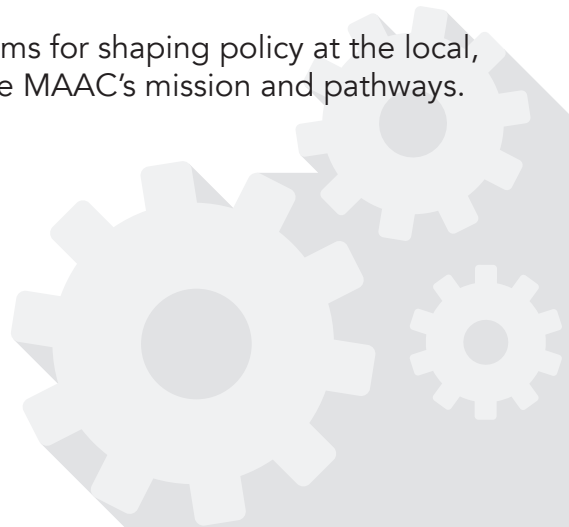 ms for shaping policy at the local,
e MAAC’s mission and pathways.